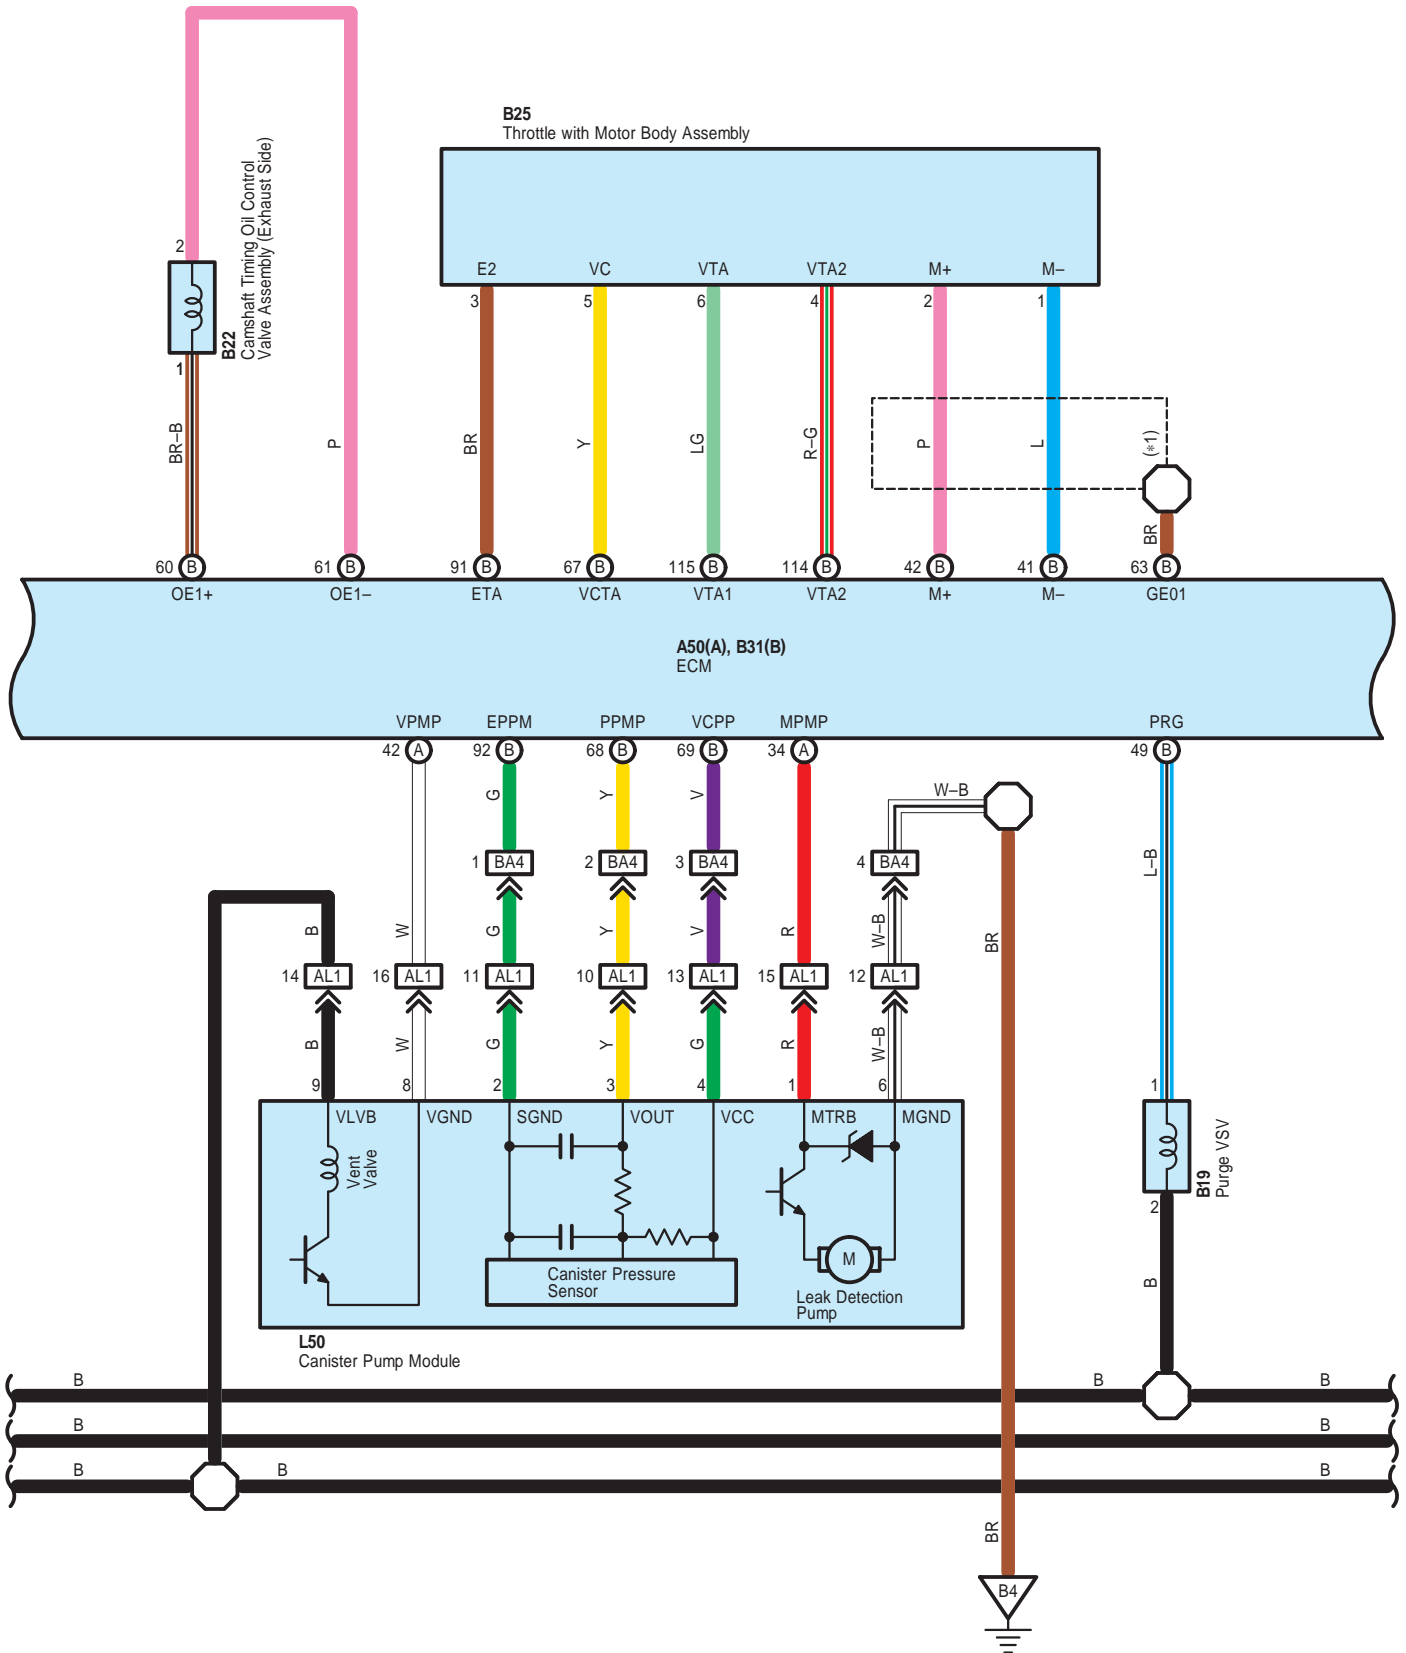 B25
Throttle with Motor Body Assembly
E2 VC VTA VTA2 M+ M–
3 5 6 4 2 1
2
1
B22
Camshaft Timing Oil Control
Valve Assembly (Exhaust Side)
BR–B P BR Y LG R–G P L (*1)
BR
60 B 61 B 91 B 67 B 115 B 114 B 42 B 41 B 63 B
OE1+ OE1– ETA VCTA VTA1 VTA2 M+ M– GE01
A50(A), B31(B)
ECM
VPMP EPPM PPMP VCPP MPMP PRG
42 A 92 B 68 B 69 B 34 A 49 B
G Y V W–B
1 BA4 2 BA4 3 BA4 4 BA4
L–B
B W G Y V R W–B BR
14 AL1 16 AL1 11 AL1 10 AL1 13 AL1 15 AL1 12 AL1
B W G Y G R W–B
9 8 2 3 4 1 6 1
VLVB VGND SGND VOUT VCC MTRB MGND
Vent
Valve
B19
Purge VSV
2
M
Canister Pressure
Sensor
Leak Detection
Pump
B
L50
Canister Pump Module
B B B
B B
B B B
BR
B4